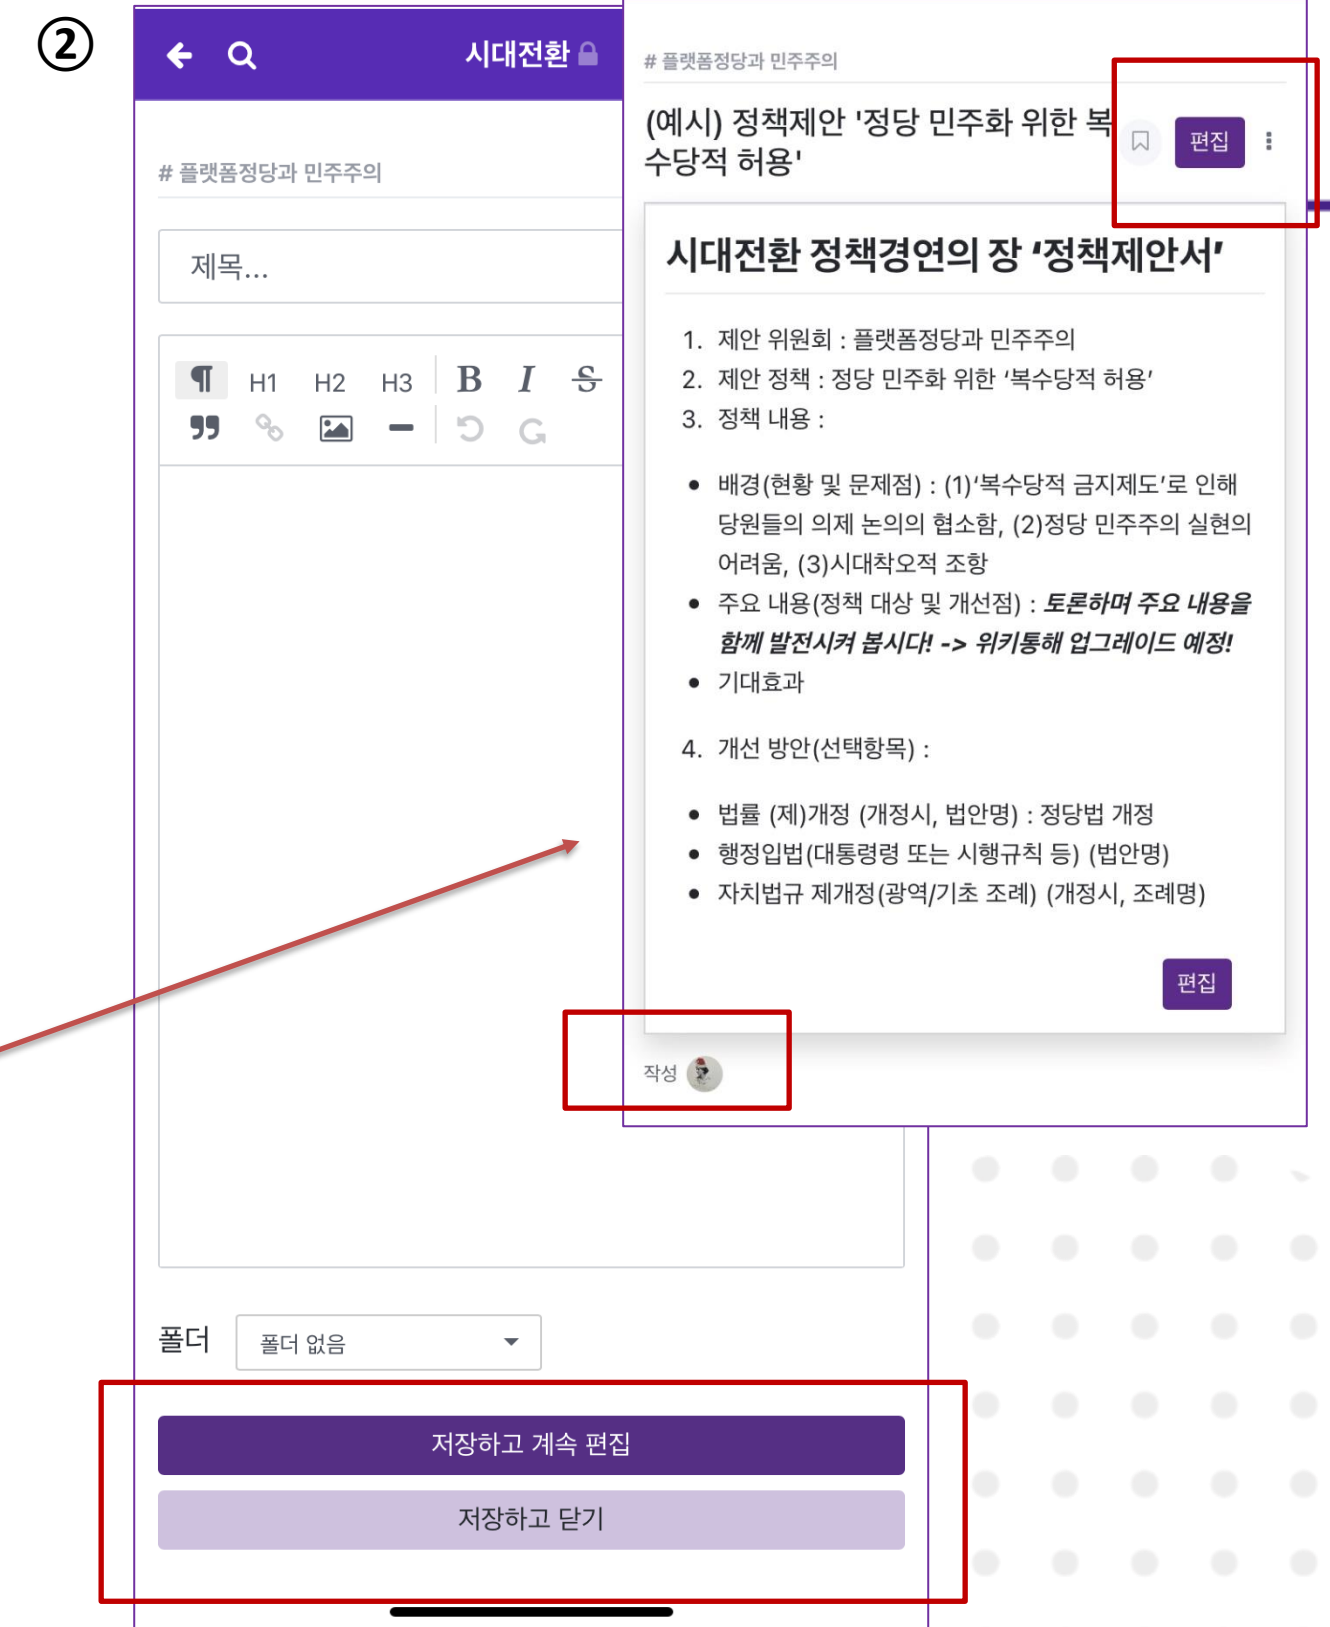 ②
시대전환
# 플랫폼정당과 민주주의
제목...
¶ H1 H2 H3 B I S
폴더
폴더 없음
저장하고 계속 편집
저장하고 닫기
# 플랫폼정당과 민주주의
(예시) 정책제안 '정당 민주화 위한 복
수당적 허용'
편집
시대전환 정책경연의 장 ‘정책제안서’
1. 제안 위원회 : 플랫폼정당과 민주주의
2. 제안 정책 : 정당 민주화 위한 ‘복수당적 허용’
3. 정책 내용 :
• 배경(현황 및 문제점) : (1)‘복수당적 금지제도’로 인해
당원들의 의제 논의의 협소함, (2)정당 민주주의 실현의
어려움, (3)시대착오적 조항
• 주요 내용(정책 대상 및 개선점) : 토론하며 주요 내용을
함께 발전시켜 봅시다! -> 위키통해 업그레이드 예정!
• 기대효과
4. 개선 방안(선택항목) :
• 법률 (제)개정 (개정시, 법안명) : 정당법 개정
• 행정입법(대통령령 또는 시행규칙 등) (법안명)
• 자치법규 제개정(광역/기초 조례) (개정시, 조례명)
편집
작성